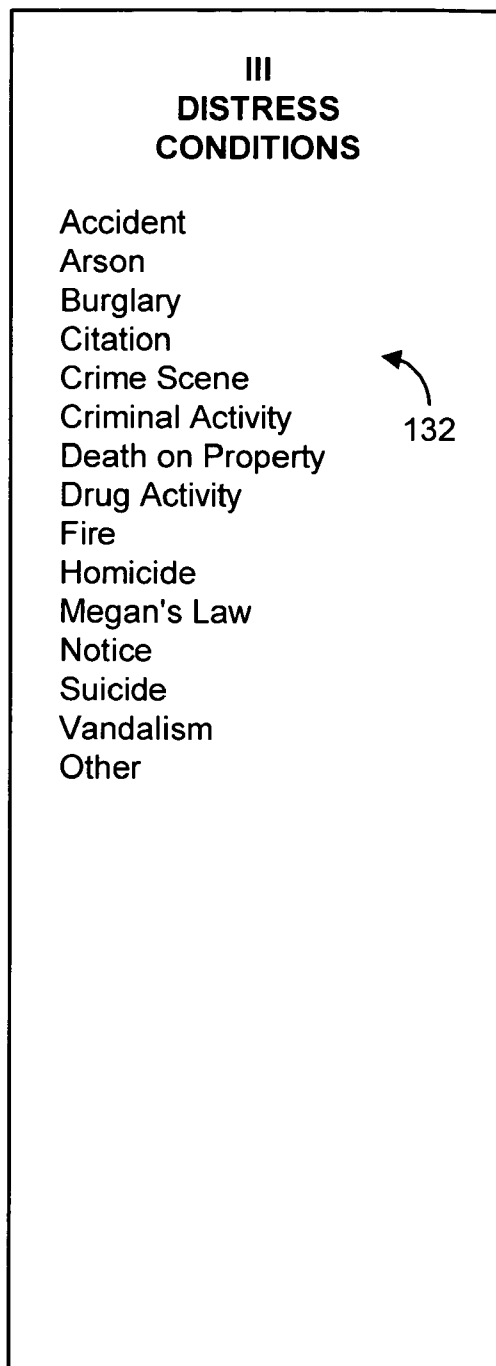 III
DISTRESS
CONDITIONS
Accident
Arson
Burglary
Citation
Crime Scene
Criminal Activity
132
Death on Property
Drug Activity
Fire
Homicide
Megan's Law
Notice
Suicide
Vandalism
Other